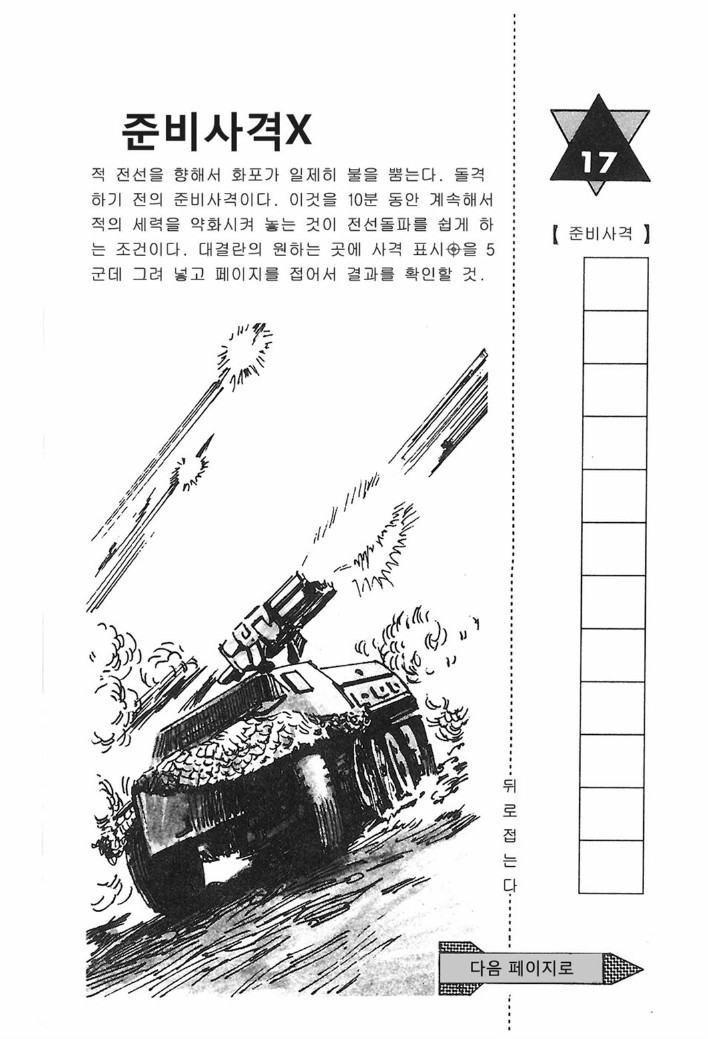 준비사격X
적 전선을 향해서 화포가 일제히 불을 뿜는다. 돌격
하기 전의 준비사격이다. 이것을 10분 동안 계속해서
적의 세력을 약화시켜 놓는 것이 전선돌파를 쉽게 하
는 조건이다. 대결란의 원하는 곳에 사격 표시⌖을 5
군데 그려 넣고 페이지를 접어서 결과를 확인할 것.
17
【 준비사격 】
뒤로접는다
다음 페이지로